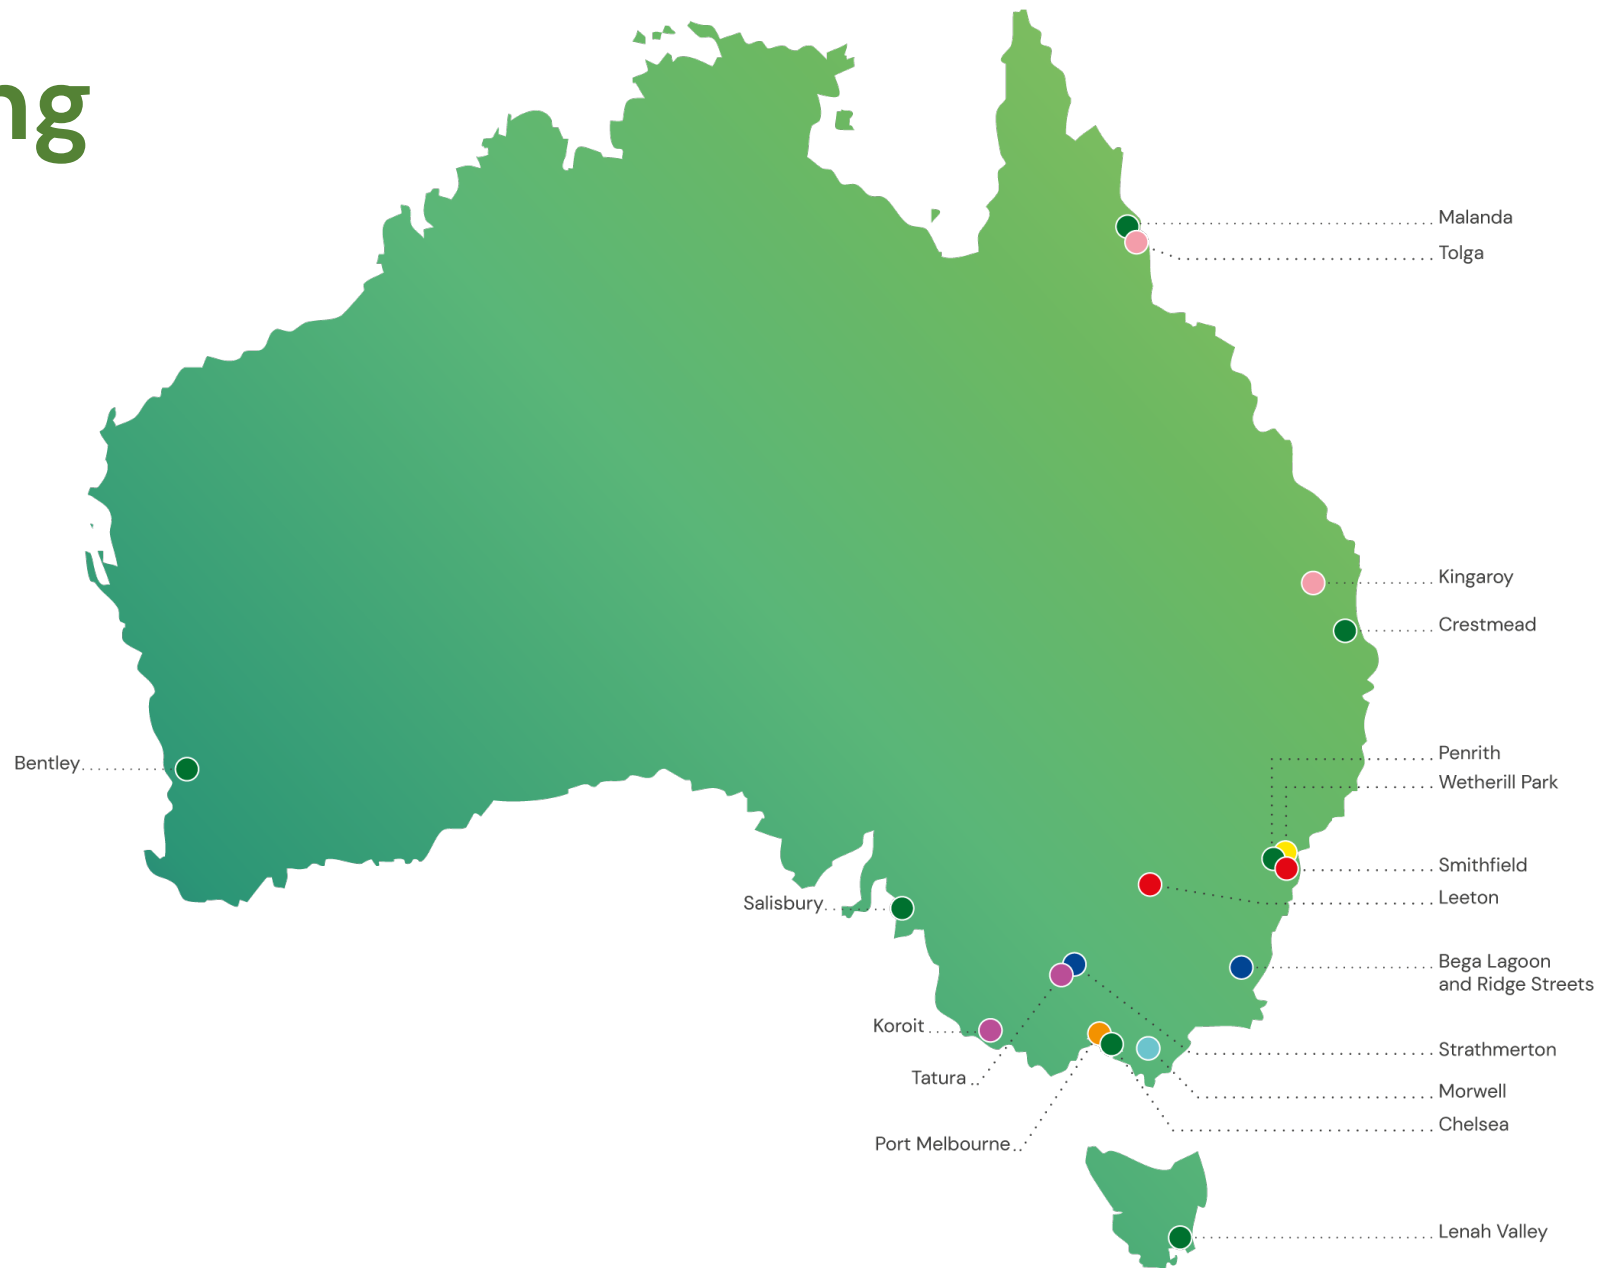 ng
Malanda
Tolga
Kingaroy
Crestmead
Penrith
Bentley
Wetherill Park
Smithfield
Leeton
Salisbury
Bega Lagoon
and Ridge Streets
Koroit
Strathmerton
Tatura
Morwell
Chelsea
Port Melbourne
Lenah Valley